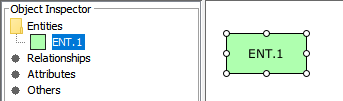 Object Inspector
Entities
ENT.1
Relationships
Attributes
Others
ENT.1